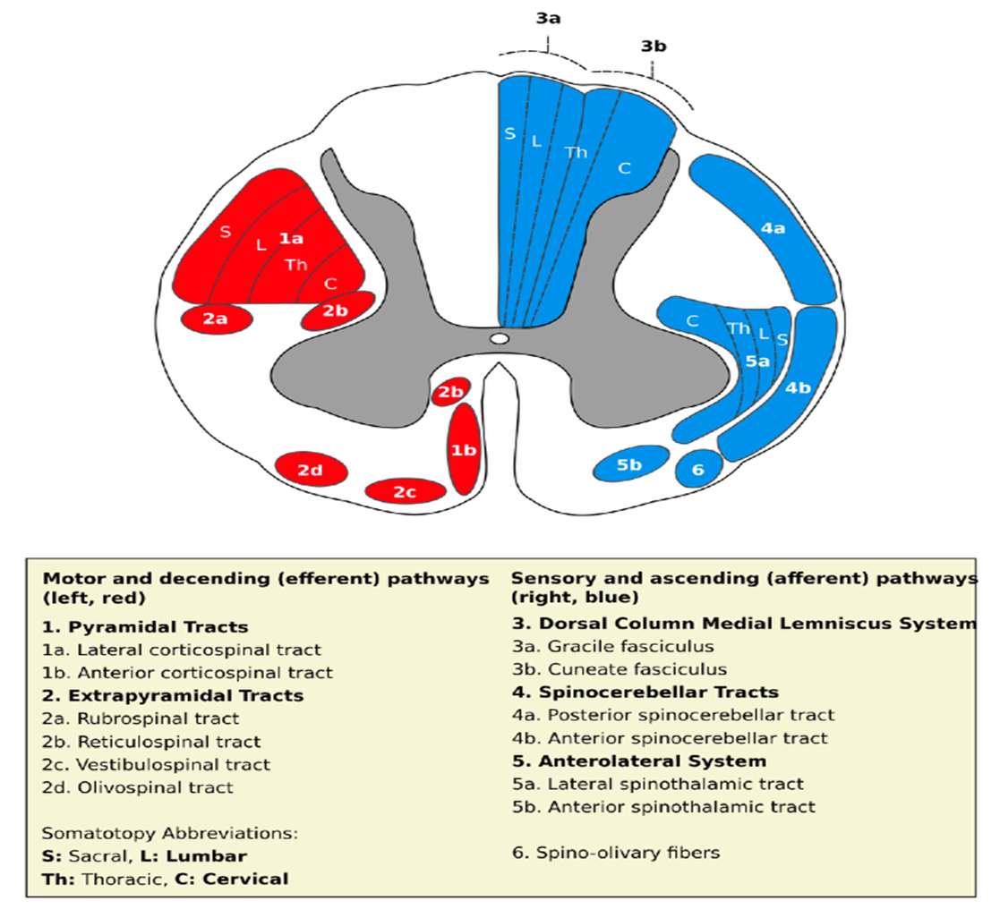 3a
3b
S
L
Th
C
4a
S
L
1a
Th
C
2a
2b
C
Th
L
S
5a
4b
2b
1b
2d
2c
5b
6
Motor and decending (efferent) pathways
(left, red)
1. Pyramidal Tracts
1a. Lateral corticospinal tract
1b. Anterior corticospinal tract
2. Extrapyramidal Tracts
2a. Rubrospinal tract
2b. Reticulospinal tract
2c. Vestibulospinal tract
2d. Olivospinal tract
Somatotopy Abbreviations:
S: Sacral, L: Lumbar
Th: Thoracic, C: Cervical
Sensory and ascending (afferent) pathways
(right, blue)
3. Dorsal Column Medial Lemniscus System
3a. Gracile fasciculus
3b. Cuneate fasciculus
4. Spinocerebellar Tracts
4a. Posterior spinocerebellar tract
4b. Anterior spinocerebellar tract
5. Anterolateral System
5a. Lateral spinothalamic tract
5b. Anterior spinothalamic tract
6. Spino-olivary fibers